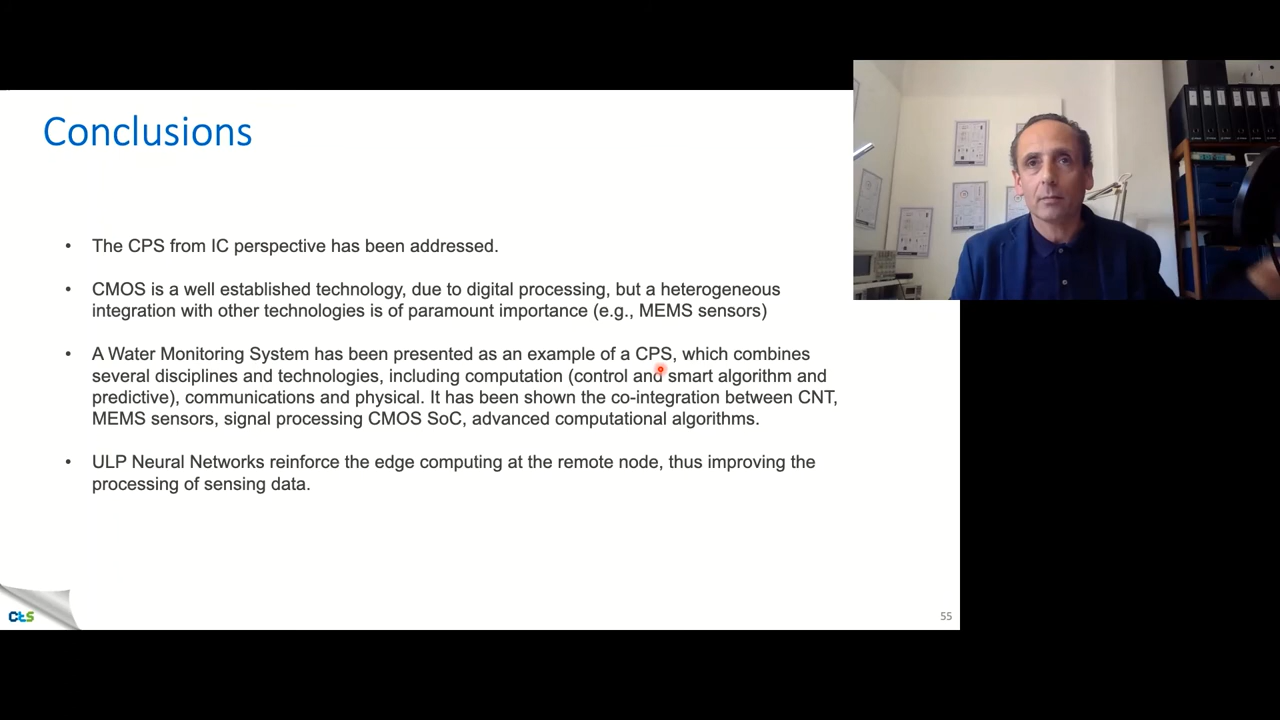 Conclusions
• The CPS from IC perspective has been addressed.
• CMOS is a well established technology, due to digital processing, but a heterogeneous
integration with other technologies is of paramount importance (e.g., MEMS sensors)
• A Water Monitoring System has been presented as an example of a CPS, which combines
several disciplines and technologies, including computation (control and smart algorithm and
predictive), communications and physical. It has been shown the co-integration between CNT,
MEMS sensors, signal processing CMOS SoC, advanced computational algorithms.
• ULP Neural Networks reinforce the edge computing at the remote node, thus improving the
processing of sensing data.
CtS
55